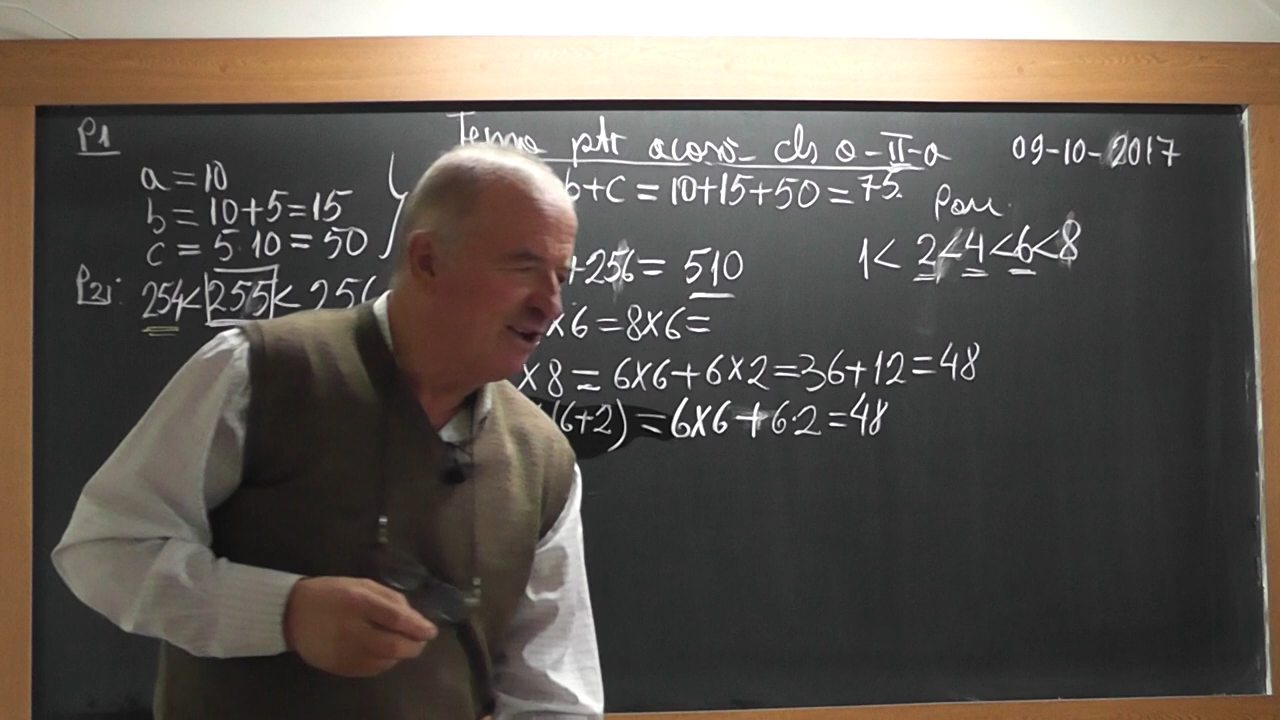 P1
Tema ptr acasă cls a-II-a 09-10-2017
a = 10
b = 10+5=15
c = 5·10 = 50
b+c = 10+15+50 = 75
1 < 2 < 4 < 6 < 8
P2:
254 < 255 < 256
+256 = 510
x6 = 8x6=
x8 = 6x6+6x2=36+12=48
(6+2) = 6x6+6·2=48